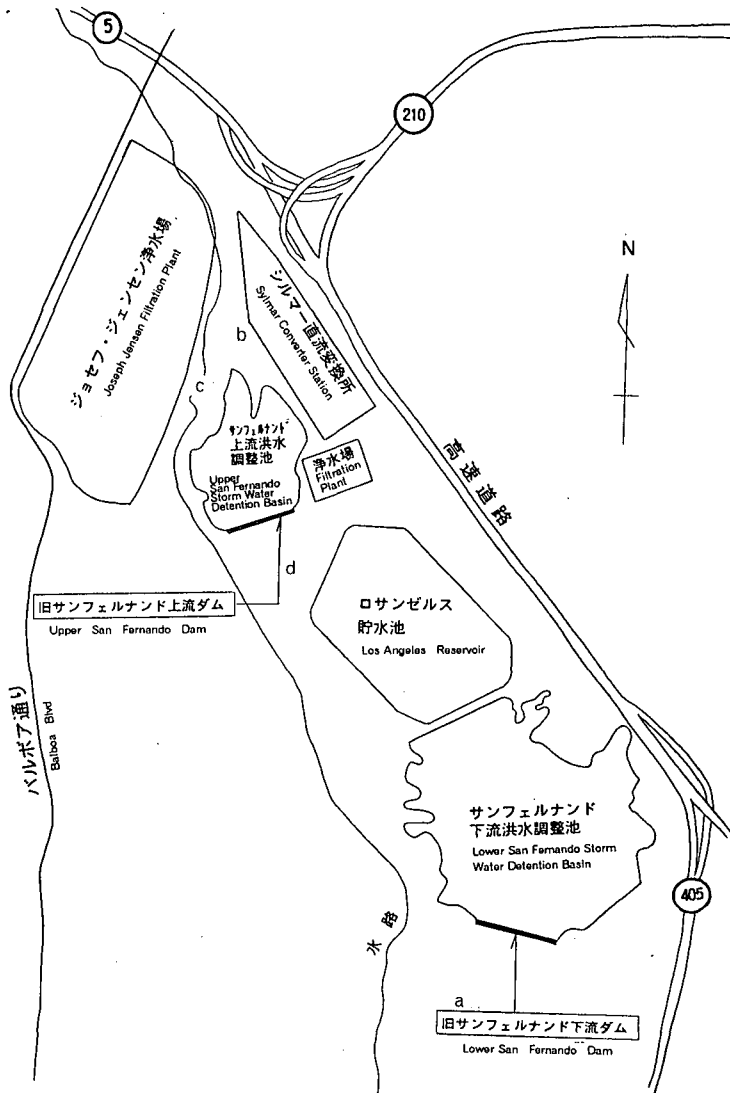 5
210
N
ジョセフ・ジェンセン浄水場
Joseph Jensen Filtration Plant
シルマー直流変換所
Sylmar Converter Station
b
c
サンフェルナンド
上流洪水
調整池
Upper
San Fernando
Storm Water
Detention Basin
浄水場
Filtration
Plant
高速道路
d
旧サンフェルナンド上流ダム
Upper San Fernando Dam
ロサンゼルス
貯水池
Los Angeles Reservoir
バルボア通り
Balboa Blvd
サンフェルナンド
下流洪水調整池
Lower San Fernando Storm
Water Detention Basin
405
水路
a
旧サンフェルナンド下流ダム
Lower San Fernando Dam